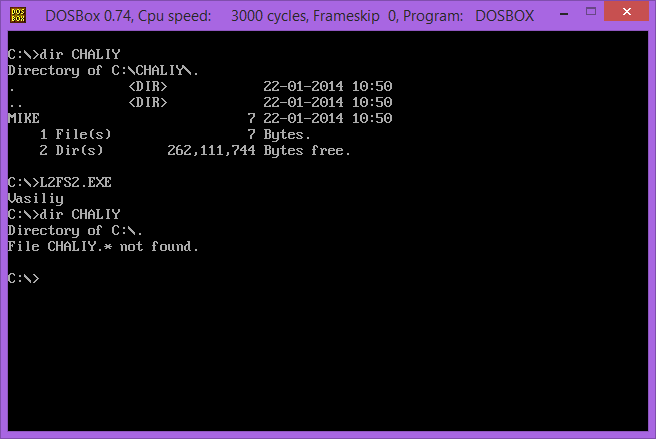 DOS
BOX
DOSBox 0.74, Cpu speed:     3000 cycles, Frameskip  0, Program:   DOSBOX
C:\>dir CHALIY
Directory of C:\CHALIY\.
.              <DIR>            22-01-2014 10:50
..             <DIR>            22-01-2014 10:50
MIKE                          7 22-01-2014 10:50
    1 File(s)                 7 Bytes.
    2 Dir(s)        262,111,744 Bytes free.
C:\>L2FS2.EXE
Vasiliy
C:\>dir CHALIY
Directory of C:\.
File CHALIY.* not found.
C:\>